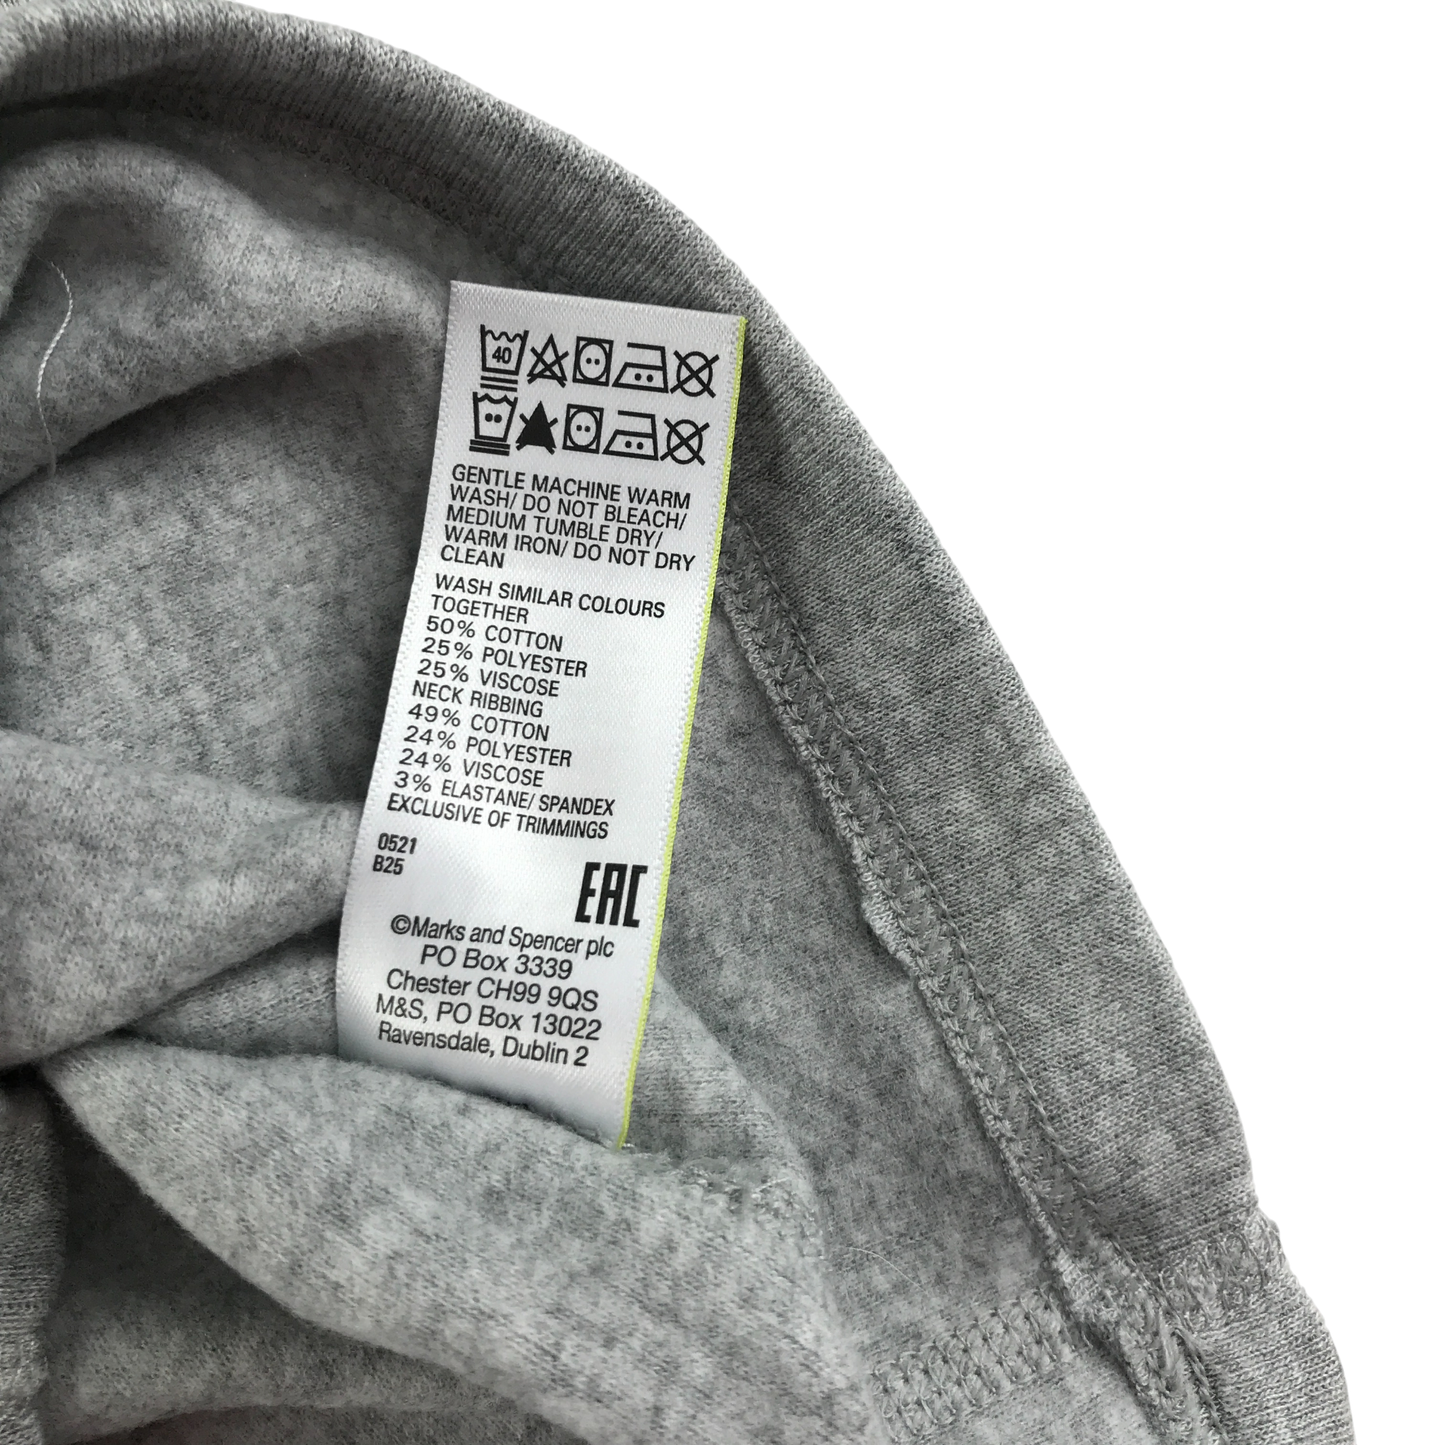 40
GENTLE MACHINE WARM
WASH/ DO NOT BLEACH/
MEDIUM TUMBLE DRY/
WARM IRON/ DO NOT DRY
CLEAN
WASH SIMILAR COLOURS
TOGETHER
50% COTTON
25% POLYESTER
25% VISCOSE
NECK RIBBING
49% COTTON
24% POLYESTER
24% VISCOSE
3% ELASTANE/ SPANDEX
EXCLUSIVE OF TRIMMINGS
0521
B25
EAC
©Marks and Spencer plc
PO Box 3339
Chester CH99 9QS
M&S, PO Box 13022
Ravensdale, Dublin 2